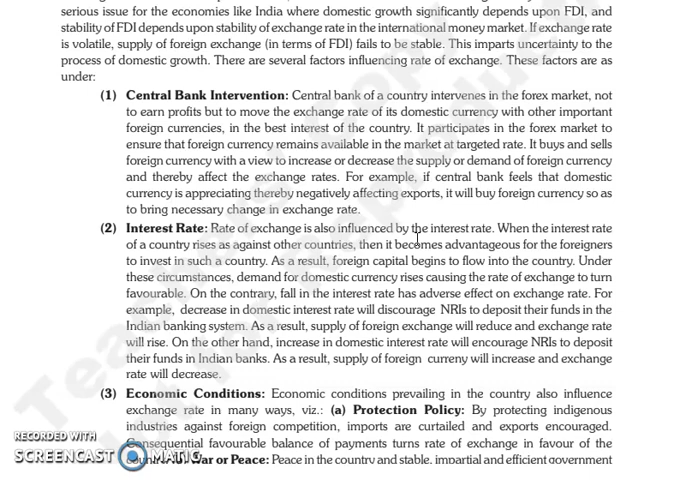 serious issue for the economies like India where domestic growth significantly depends upon FDI, and
stability of FDI depends upon stability of exchange rate in the international money market. If exchange rate
is volatile, supply of foreign exchange (in terms of FDI) fails to be stable. This imparts uncertainty to the
process of domestic growth. There are several factors influencing rate of exchange. These factors are as
under:
(1) Central Bank Intervention: Central bank of a country intervenes in the forex market, not
to earn profits but to move the exchange rate of its domestic currency with other important
foreign currencies, in the best interest of the country. It participates in the forex market to
ensure that foreign currency remains available in the market at targeted rate. It buys and sells
foreign currency with a view to increase or decrease the supply or demand of foreign currency
and thereby affect the exchange rates. For example, if central bank feels that domestic
currency is appreciating thereby negatively affecting exports, it will buy foreign currency so as
to bring necessary change in exchange rate.
(2) Interest Rate: Rate of exchange is also influenced by the interest rate. When the interest rate
of a country rises as against other countries, then it becomes advantageous for the foreigners
to invest in such a country. As a result, foreign capital begins to flow into the country. Under
these circumstances, demand for domestic currency rises causing the rate of exchange to turn
favourable. On the contrary, fall in the interest rate has adverse effect on exchange rate. For
example, decrease in domestic interest rate will discourage NRIs to deposit their funds in the
Indian banking system. As a result, supply of foreign exchange will reduce and exchange rate
will rise. On the other hand, increase in domestic interest rate will encourage NRIs to deposit
their funds in Indian banks. As a result, supply of foreign curreny will increase and exchange
rate will decrease.
(3) Economic Conditions: Economic conditions prevailing in the country also influence
exchange rate in many ways, viz.: (a) Protection Policy: By protecting indigenous
industries against foreign competition, imports are curtailed and exports encouraged.
Consequential favourable balance of payments turns rate of exchange in favour of the
War or Peace: Peace in the country and stable, impartial and efficient government
RECORDED WITH
SCREENCAST MATIC